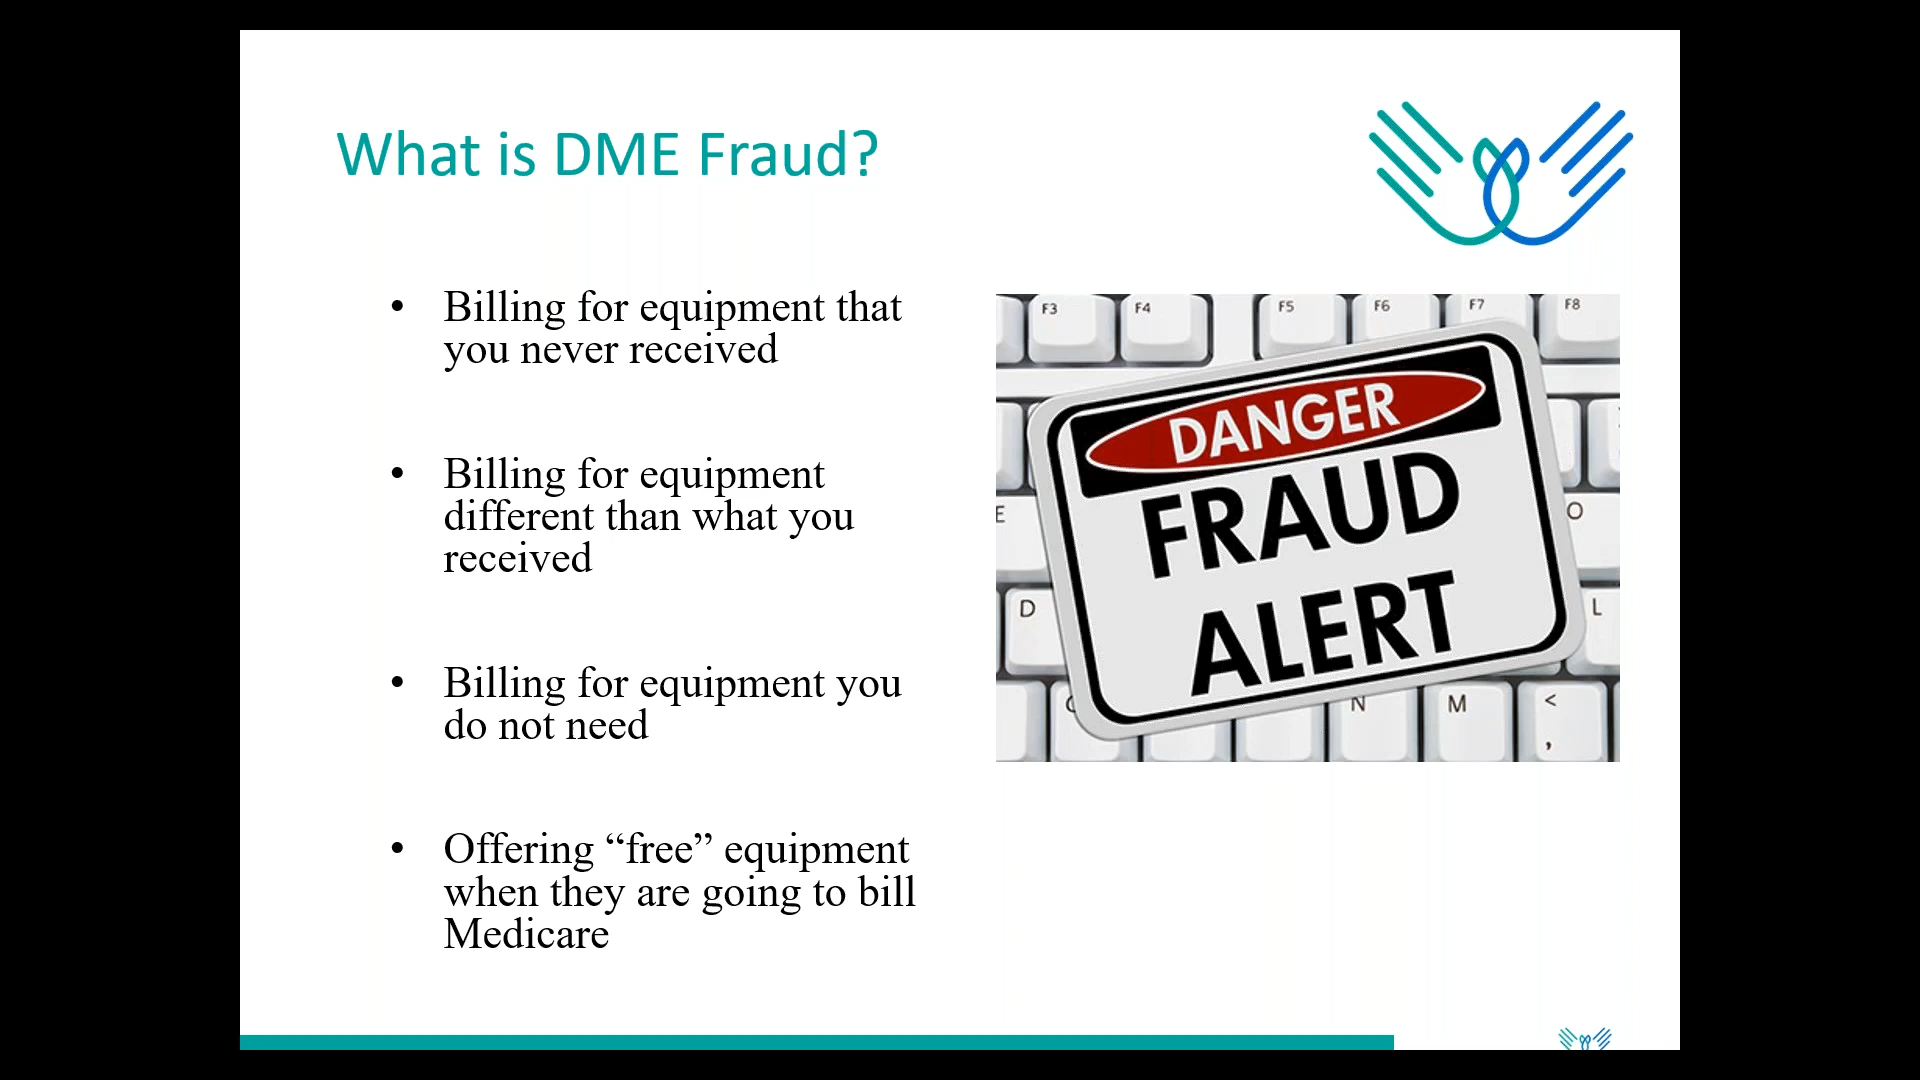 What is DME Fraud?
• Billing for equipment that
you never received
• Billing for equipment
different than what you
received
• Billing for equipment you
do not need
• Offering “free” equipment
when they are going to bill
Medicare
F3 F4 F5 F6 F7 F8
DANGER
FRAUD
ALERT
E O
D L
N M <
,